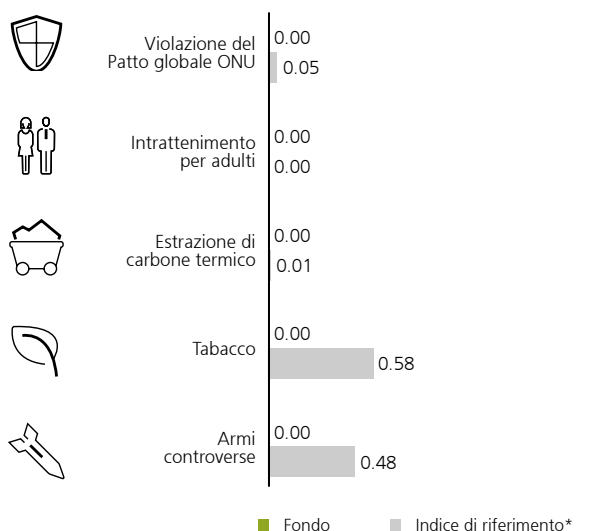 Violazione del
Patto globale ONU
0.00
0.05
Intrattenimento
per adulti
0.00
0.00
Estrazione di
carbone termico
0.00
0.01
Tabacco
0.00
0.58
Armi
controverse
0.00
0.48
Fondo
Indice di riferimento*